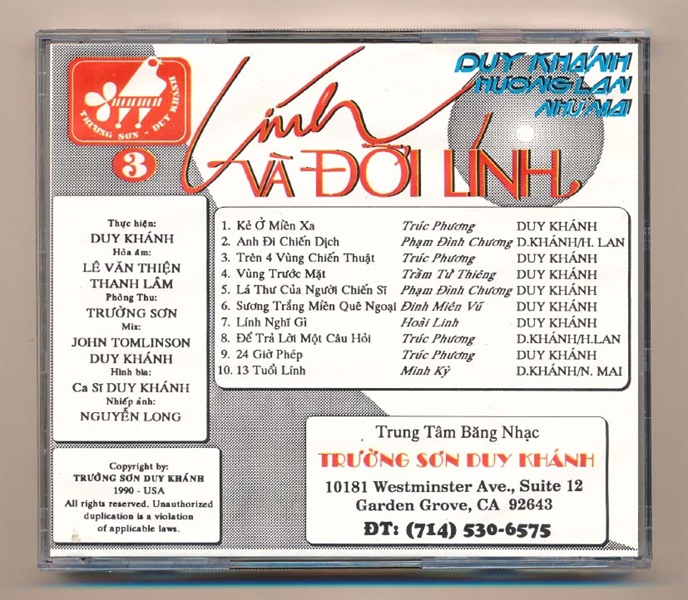 TRƯỜNG SƠN - DUY KHÁNH
3
Lính
VÀ ĐỜI LÍNH
DUY KHÁNH
HƯƠNG LAN
NHƯ MAI
Thực hiện:
DUY KHÁNH
Hòa âm:
LÊ VĂN THIỆN
THANH LÂM
Phòng Thu:
TRƯỜNG SƠN
Mix:
JOHN TOMLINSON
DUY KHÁNH
Hình bìa:
Ca Sĩ DUY KHÁNH
Nhiếp ảnh:
NGUYỄN LONG
1. Kẻ Ở Miền Xa Trúc Phương DUY KHÁNH
2. Anh Đi Chiến Dịch Phạm Đình Chương D.KHÁNH/H. LAN
3. Trên 4 Vùng Chiến Thuật Trúc Phương DUY KHÁNH
4. Vùng Trước Mặt Trầm Tử Thiêng DUY KHÁNH
5. Lá Thư Của Người Chiến Sĩ Phạm Đình Chương DUY KHÁNH
6. Sương Trắng Miền Quê Ngoại Đinh Miên Vũ DUY KHÁNH
7. Lính Nghĩ Gì Hoài Linh DUY KHÁNH
8. Để Trả Lời Một Câu Hỏi Trúc Phương D.KHÁNH/H.LAN
9. 24 Giờ Phép Trúc Phương DUY KHÁNH
10. 13 Tuổi Lính Minh Kỳ D.KHÁNH/N. MAI
Copyright by:
TRƯỜNG SƠN DUY KHÁNH
1990 - USA
All rights reserved. Unauthorized
duplication is a violation
of applicable laws.
Trung Tâm Băng Nhạc
TRƯỜNG SƠN DUY KHÁNH
10181 Westminster Ave., Suite 12
Garden Grove, CA 92643
ĐT: (714) 530-6575